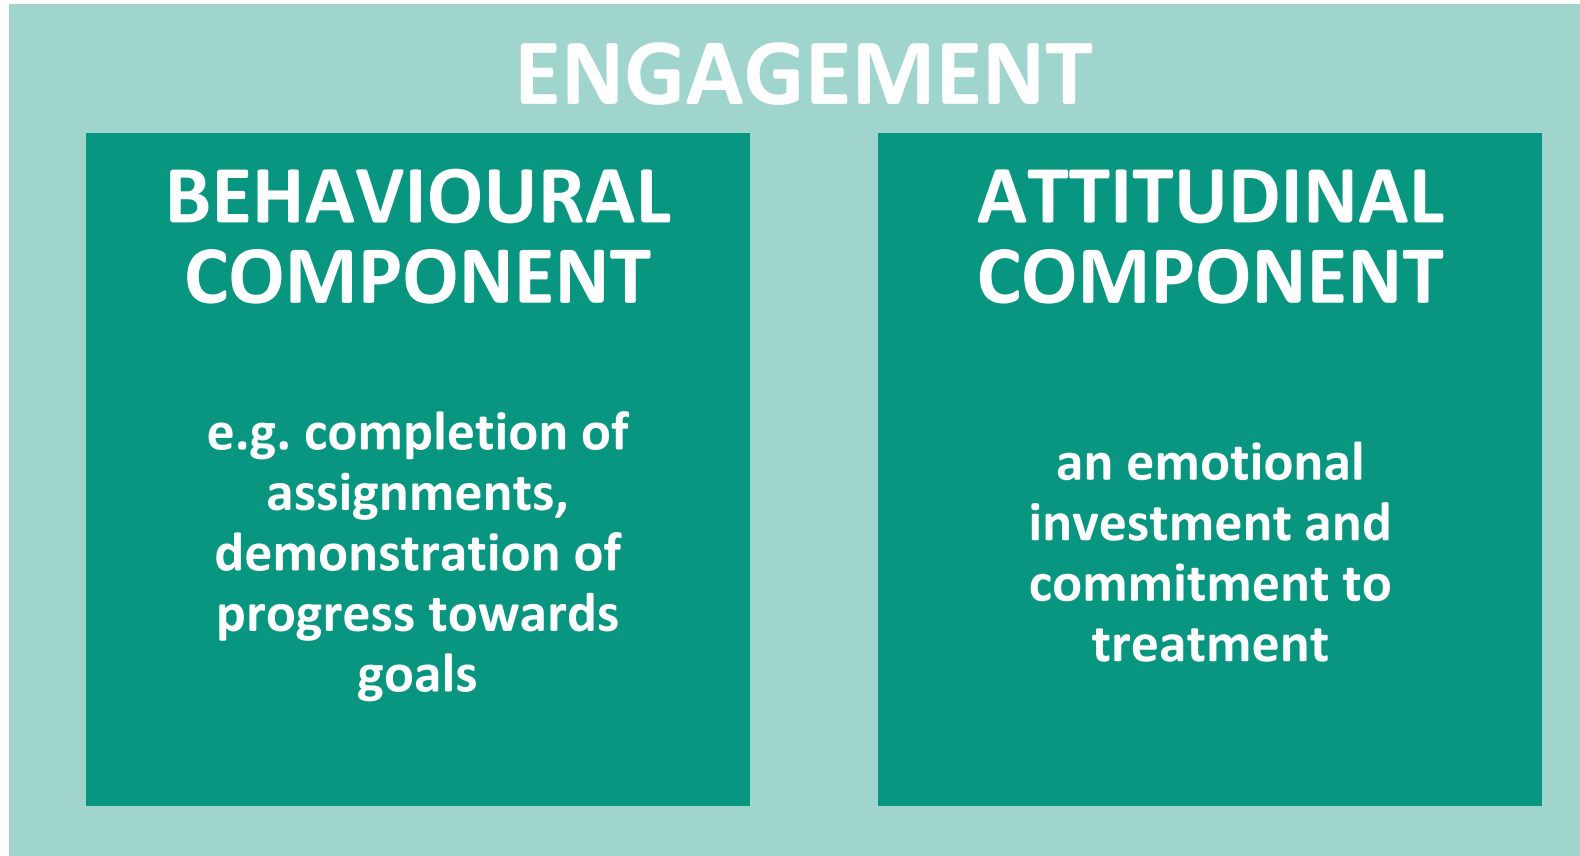 ENGAGEMENT
BEHAVIOURAL
COMPONENT
e.g. completion of
assignments,
demonstration of
progress towards
goals
ATTITUDINAL
COMPONENT
an emotional
investment and
commitment to
treatment